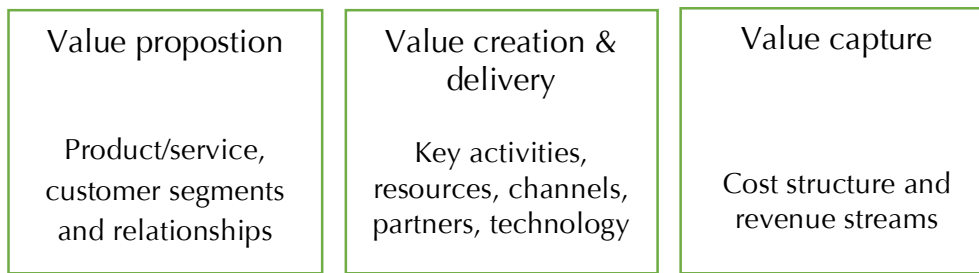 Value propostion
Product/service,
customer segments
and relationships
Value creation &
delivery
Key activities,
resources, channels,
partners, technology
Value capture
Cost structure and
revenue streams